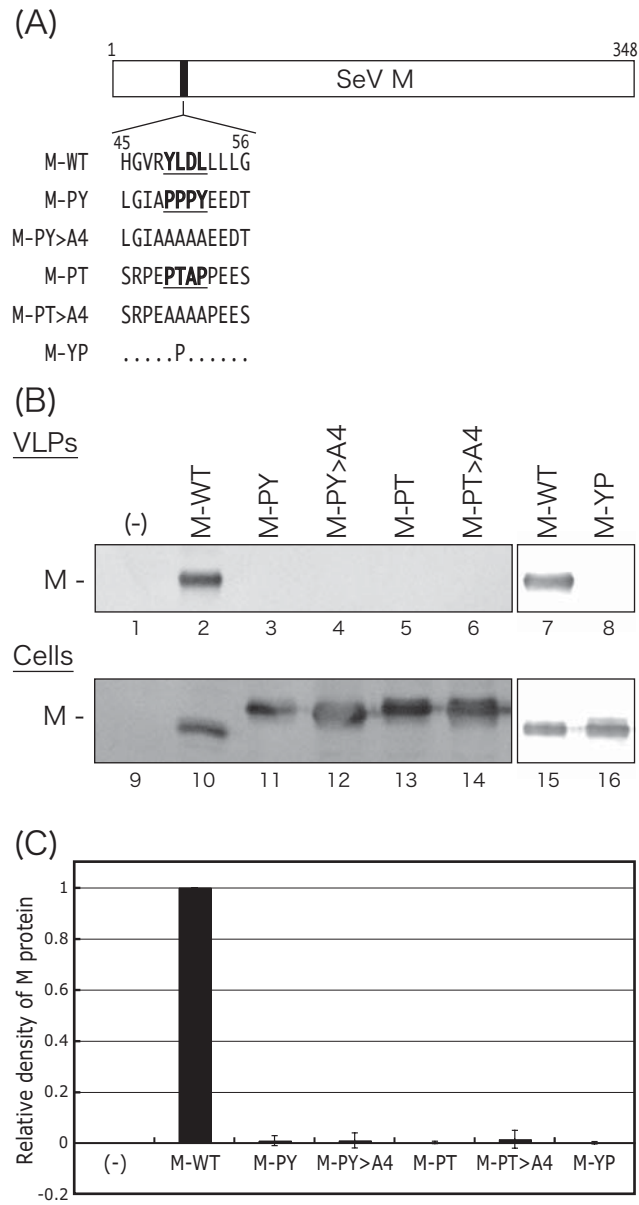 (A)
1 348
SeV M
45 56
M-WT HGVRYLDLLLLG
M-PY LGIAPPPYEEDT
M-PY>A4 LGIAAAAAEEDT
M-PT SRPEPTAPPEES
M-PT>A4 SRPEAAAAPEES
M-YP .....P......
(B)
VLPs
(-) M-WT M-PY M-PY>A4 M-PT M-PT>A4 M-WT M-YP
M -
1 2 3 4 5 6 7 8
Cells
M -
9 10 11 12 13 14 15 16
(C)
Relative density of M protein
1
0.8
0.6
0.4
0.2
0
-0.2
(-) M-WT M-PY M-PY>A4 M-PT M-PT>A4 M-YP